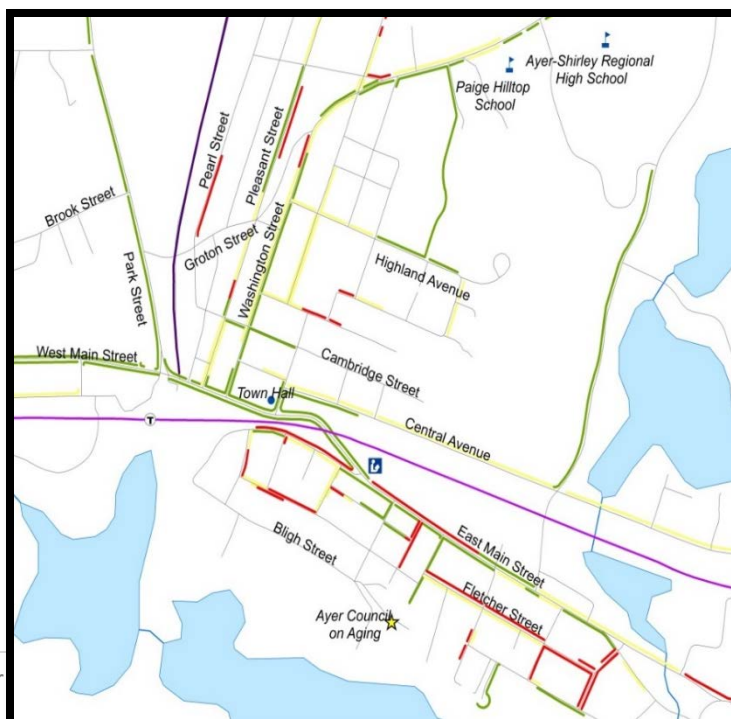 Ayer-Shirley Regional
High School
Paige Hilltop
School
Pearl Street
Pleasant Street
Brook Street
Groton Street
Washington Street
Park Street
Highland Avenue
West Main Street
Cambridge Street
Town Hall
T
Central Avenue
East Main Street
Bligh Street
Fletcher Street
Ayer Council
on Aging
r